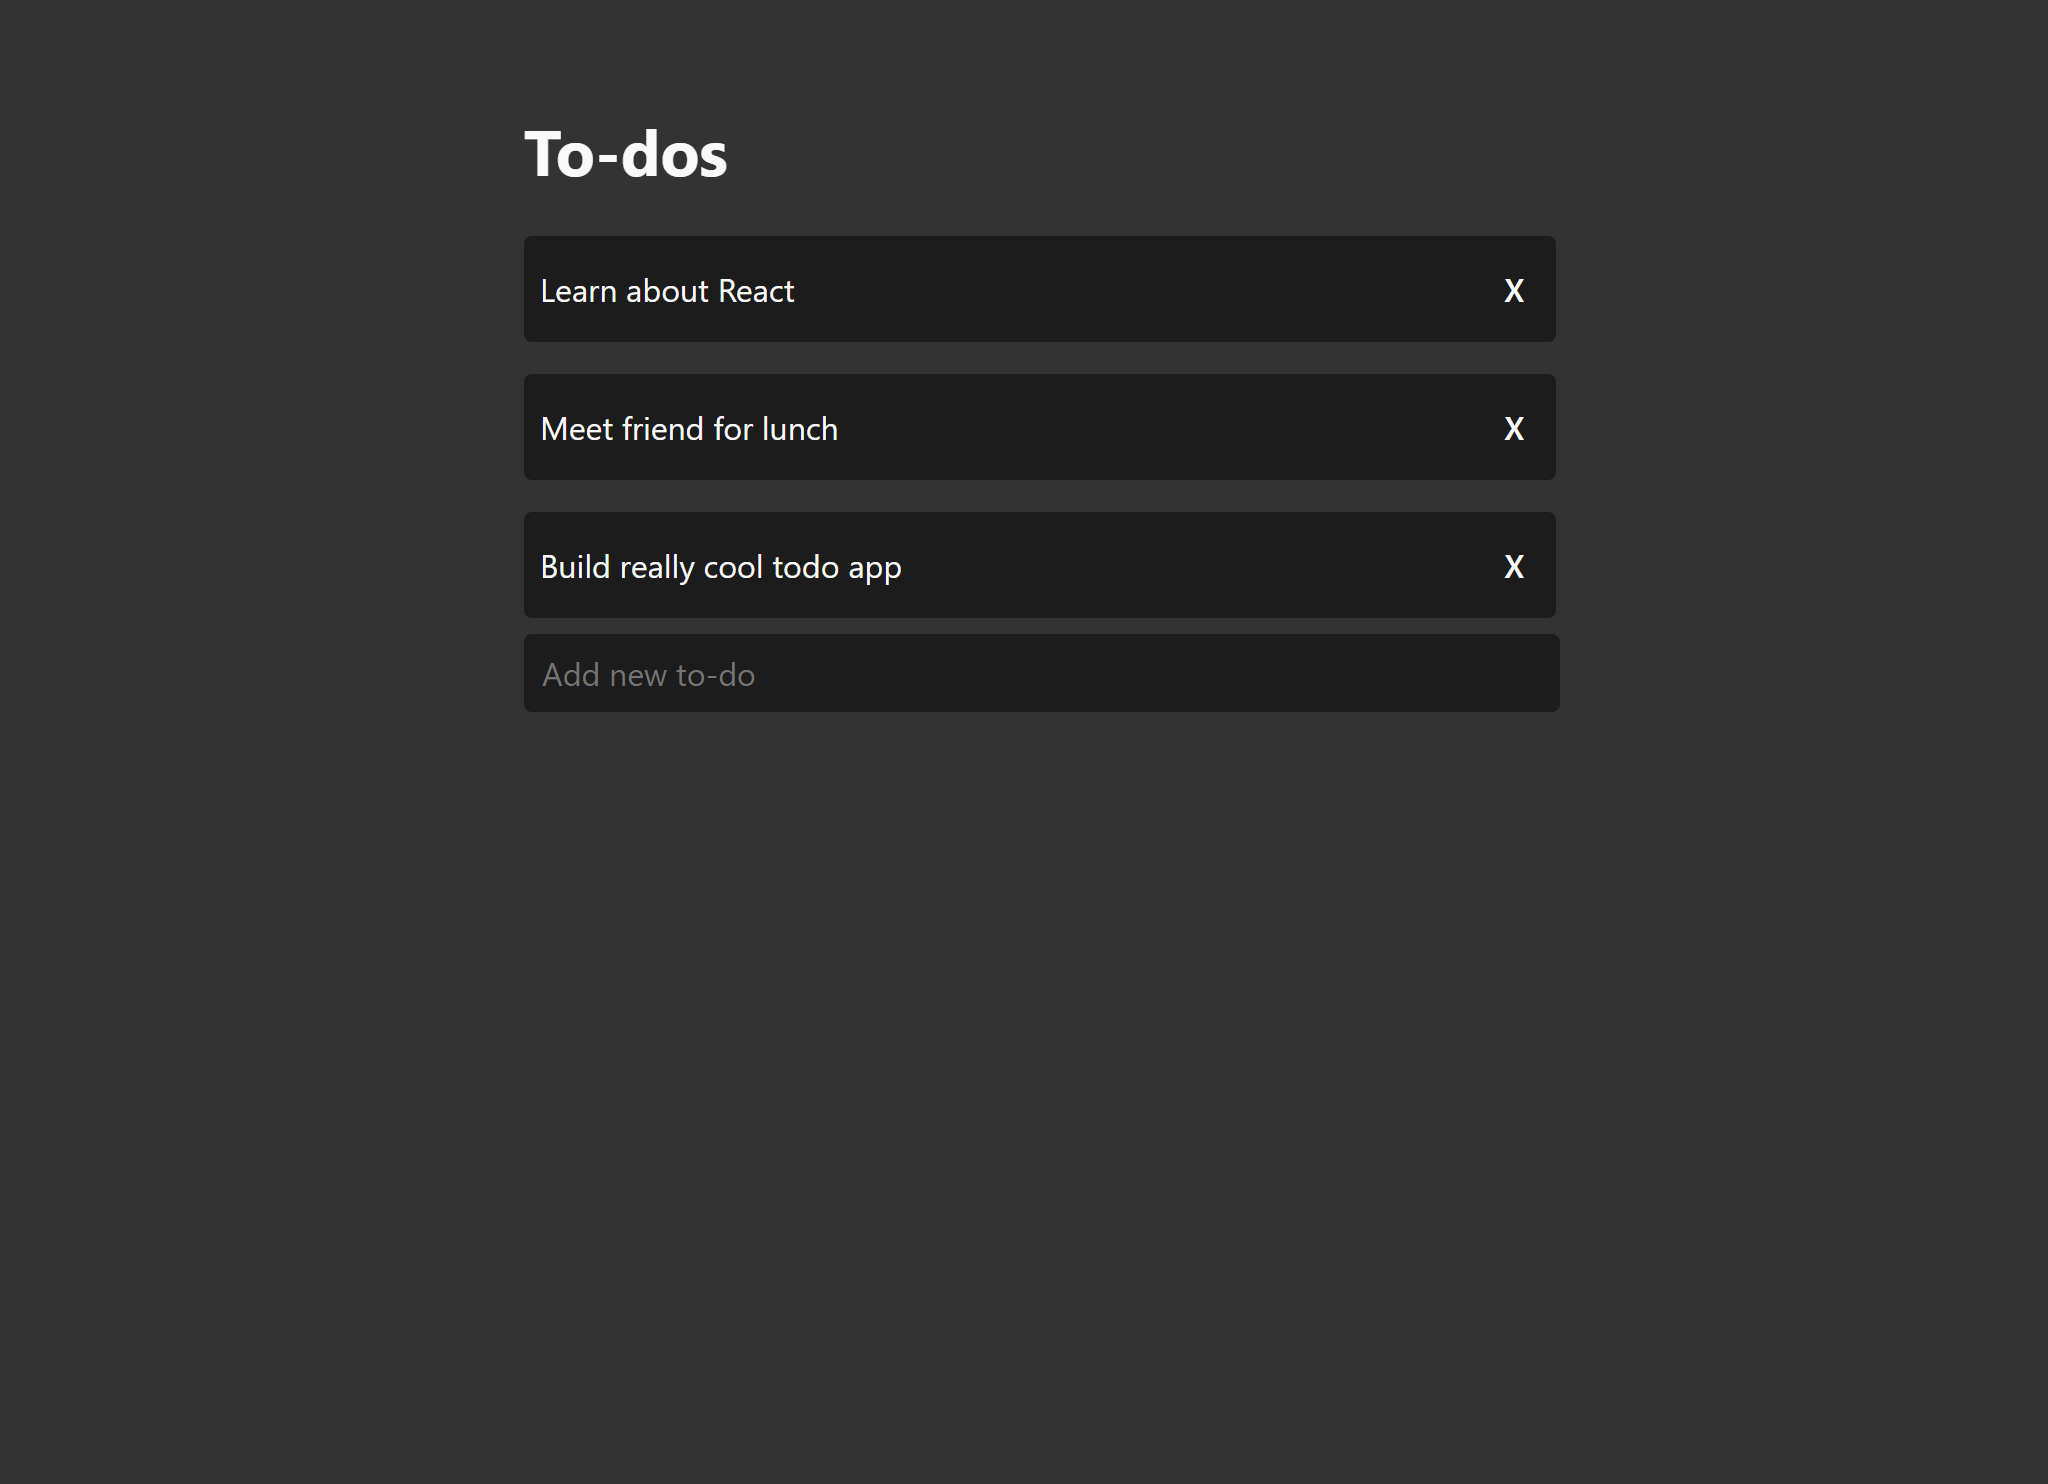 To-dos
Learn about React X
Meet friend for lunch X
Build really cool todo app X
Add new to-do